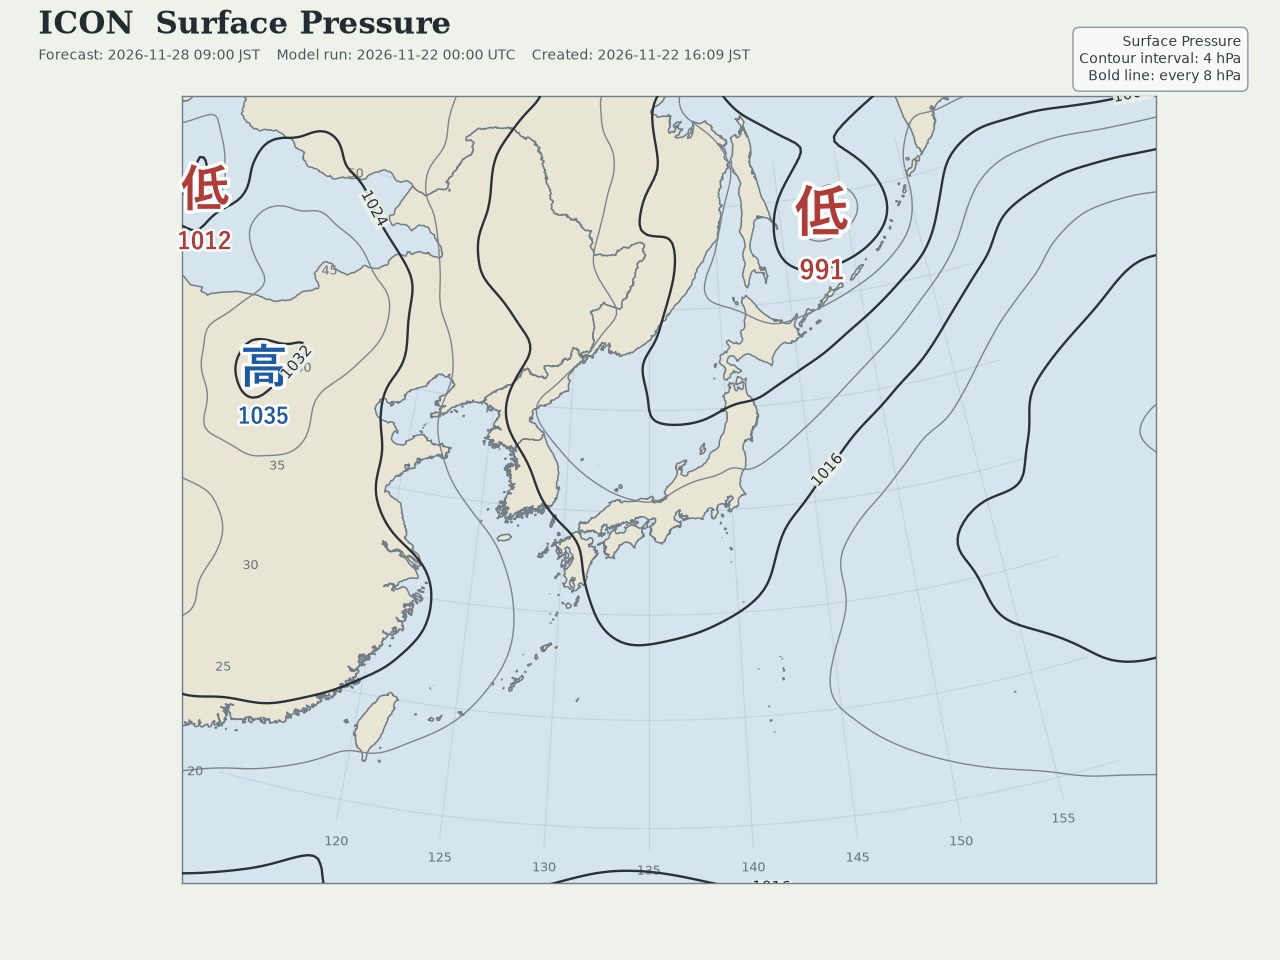 ICON  Surface Pressure
Forecast: 2026-11-28 09:00 JST    Model run: 2026-11-22 00:00 UTC    Created: 2026-11-22 16:09 JST
Surface Pressure
Contour interval: 4 hPa
Bold line: every 8 hPa
低
1012
1024
低
991
45
高
1032
1035
35
1016
30
25
20
120
125
130
135
140
145
150
155
1016